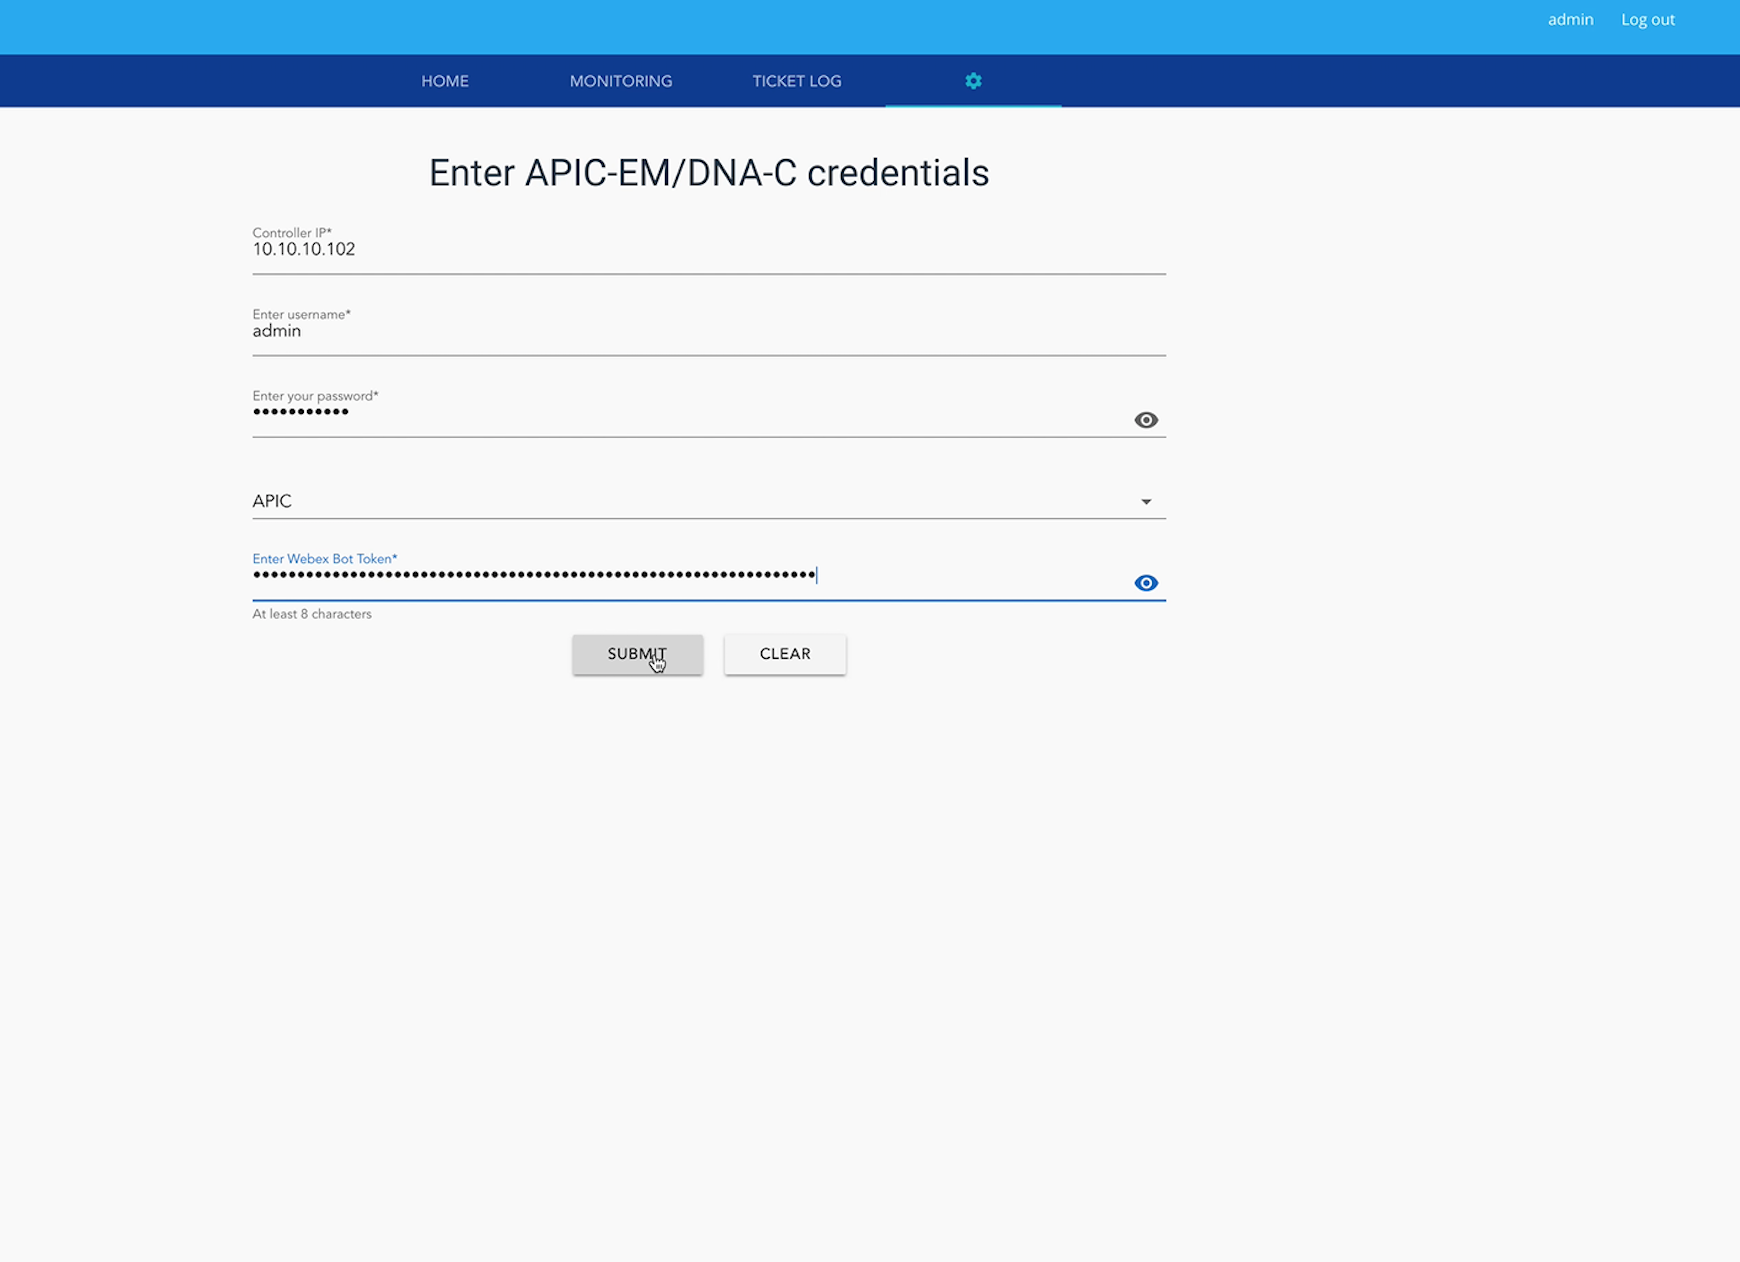 admin Log out
HOME MONITORING TICKET LOG
Enter APIC-EM/DNA-C credentials
Controller IP*
10.10.10.102
Enter username*
admin
Enter your password*
•••••••••••
APIC
Enter Webex Bot Token*
••••••••••••••••••••••••••••••••••••••••••••••••••••••••••••••••
At least 8 characters
SUBMIT CLEAR